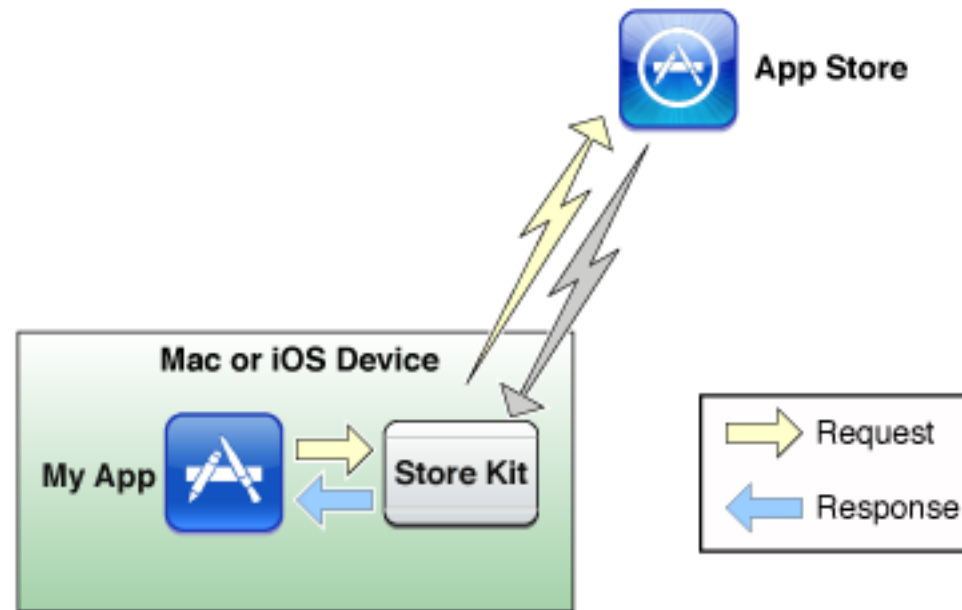 App Store
Mac or iOS Device
My App
Store Kit
Request
Response